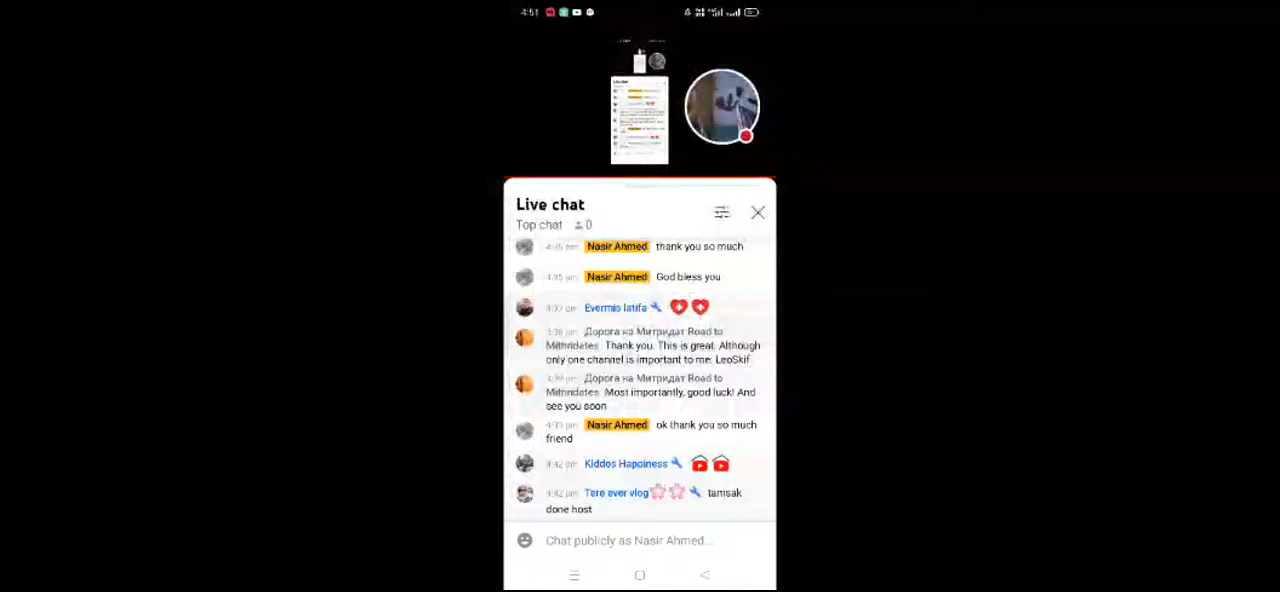 4:51
Live chat
Top chat 0
4:35 pm Nasir Ahmed thank you so much
4:35 pm Nasir Ahmed God bless you
4:37 pm Evermis latifa
4:38 pm Дорога на Митридат Road to
Mithridates Thank you. This is great. Although
only one channel is important to me: LeoSkif
4:39 pm Дорога на Митридат Road to
Mithridates Most importantly, good luck! And
see you soon
Nasir Ahmed ok thank you so much
friend
4:42 pm Kiddos Happiness
4:42 pm Tere ever vlog tamsak
done host
Chat publicly as Nasir Ahmed...